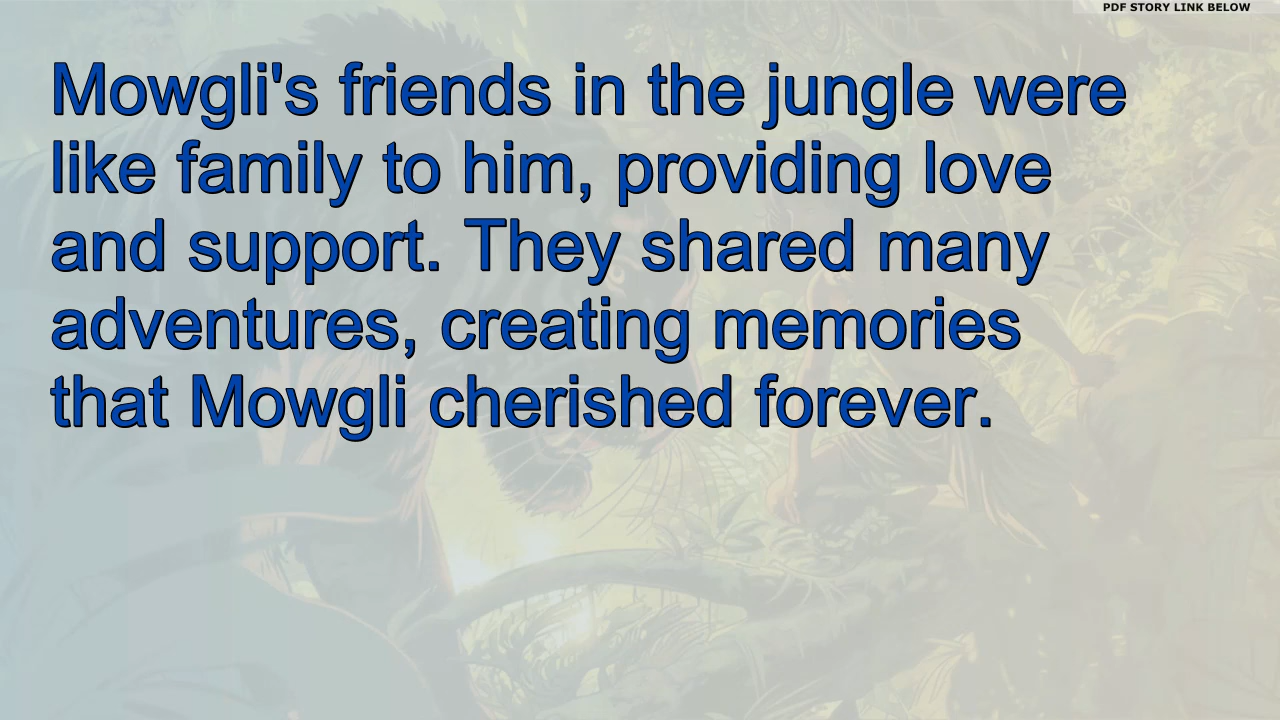 PDF STORY LINK BELOW
Mowgli's friends in the jungle were
like family to him, providing love
and support. They shared many
adventures, creating memories
that Mowgli cherished forever.